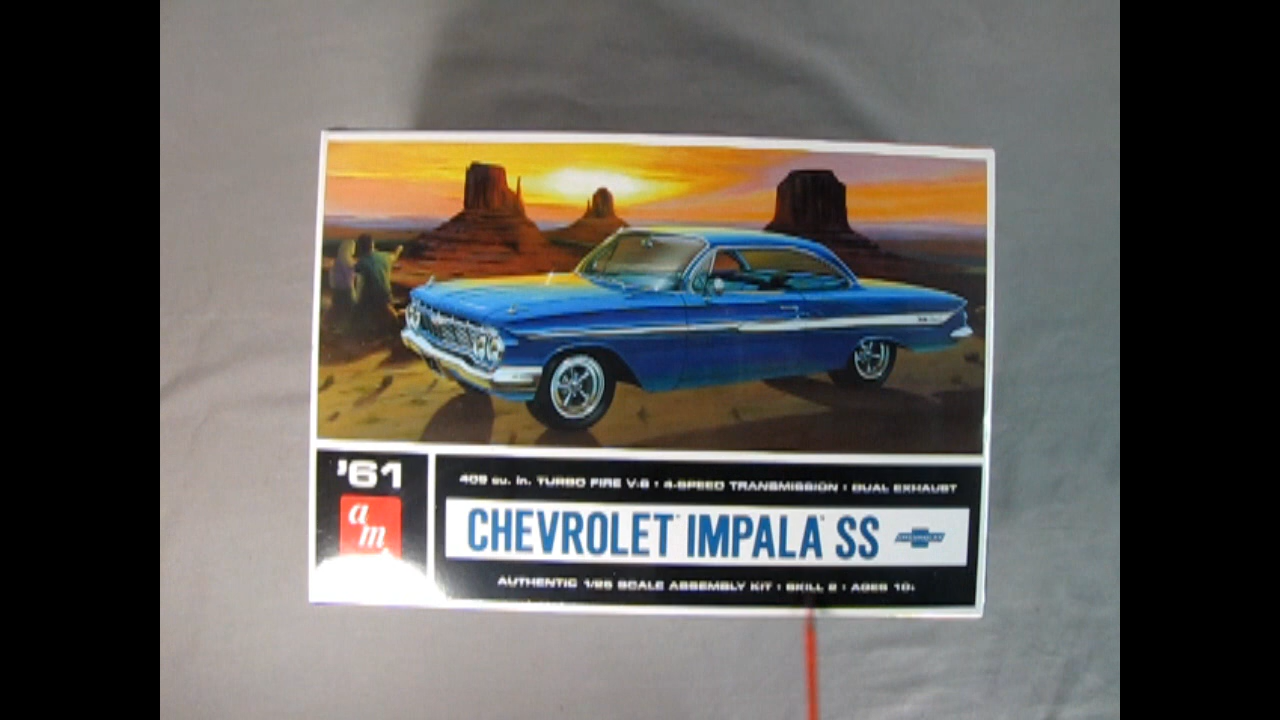 '61
amt
409 cu. in. TURBO FIRE V-8 : 4-SPEED TRANSMISSION : DUAL EXHAUST
CHEVROLET IMPALA SS
CHEVROLET
AUTHENTIC 1/25 SCALE ASSEMBLY KIT : SKILL 2 : AGES 10+